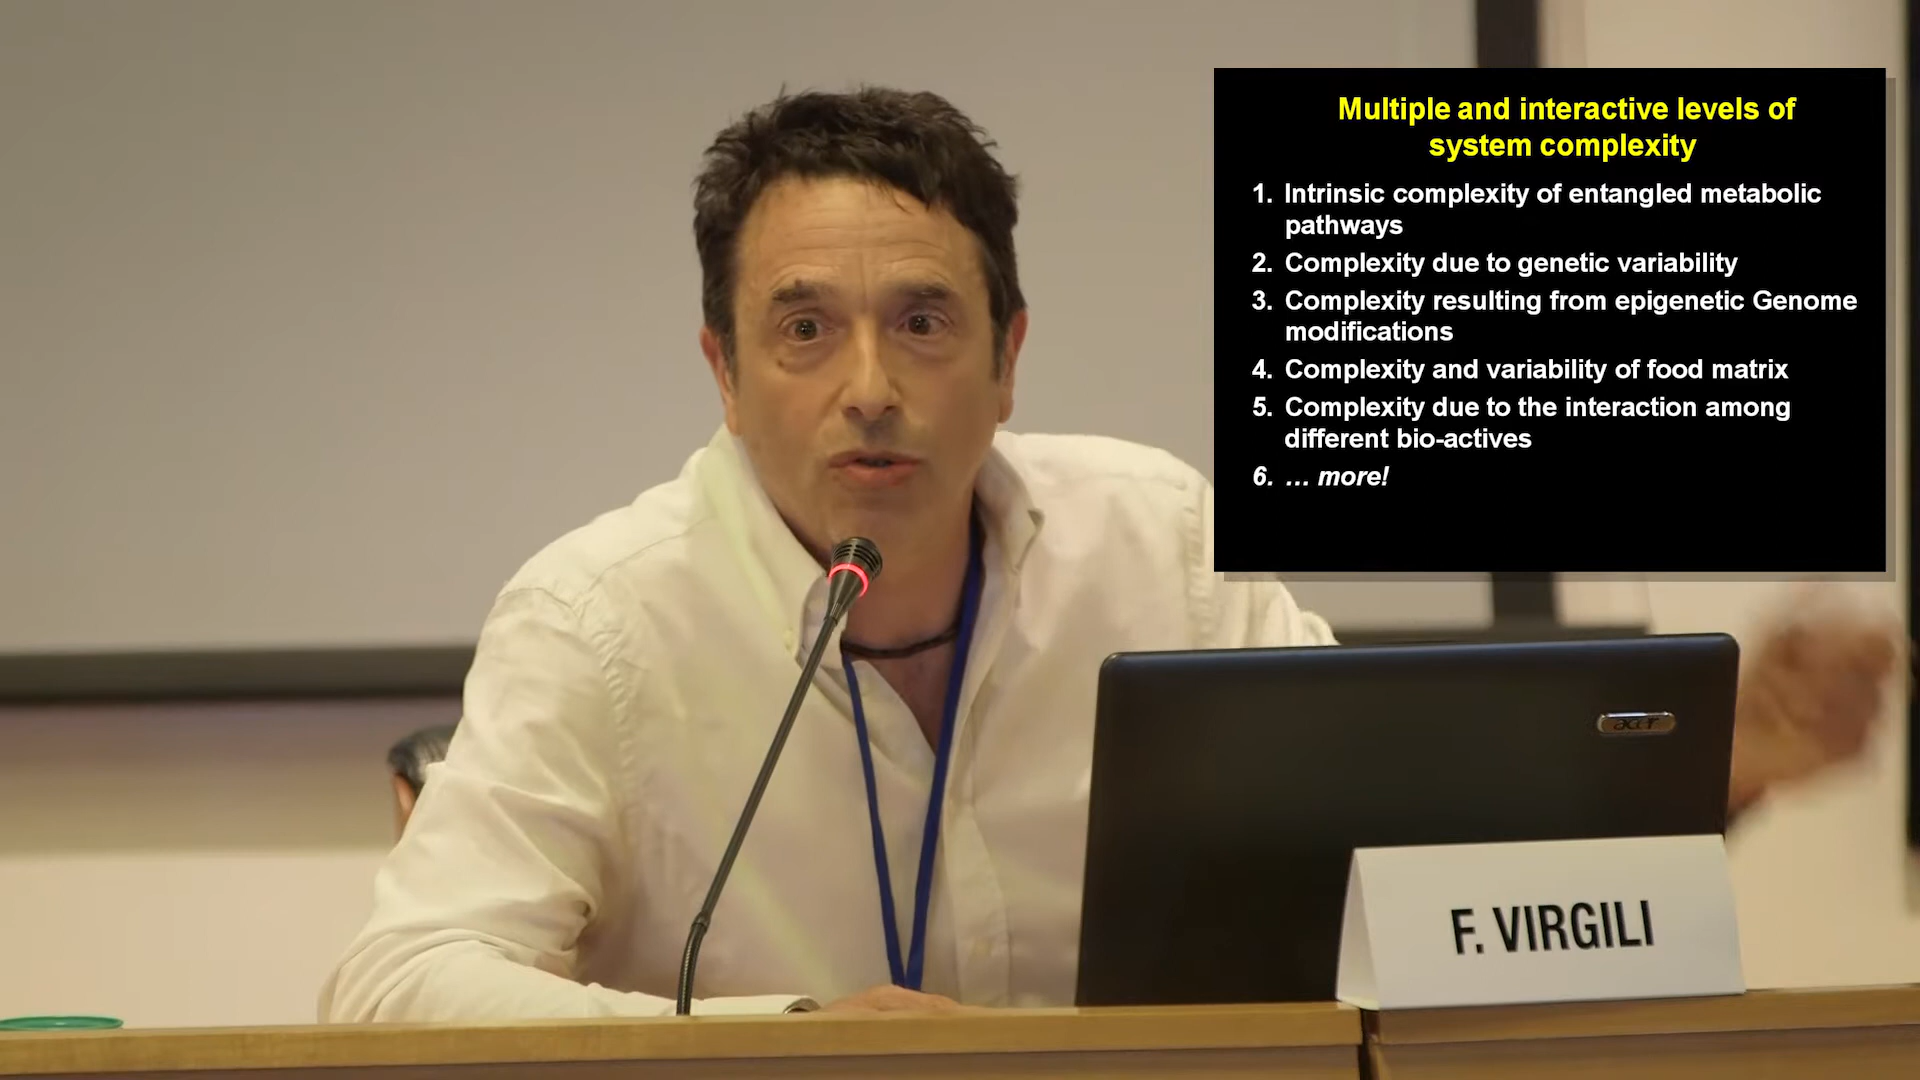 Multiple and interactive levels of
system complexity
1. Intrinsic complexity of entangled metabolic
pathways
2. Complexity due to genetic variability
3. Complexity resulting from epigenetic Genome
modifications
4. Complexity and variability of food matrix
5. Complexity due to the interaction among
different bio-actives
6. … more!
acer
F. VIRGILI